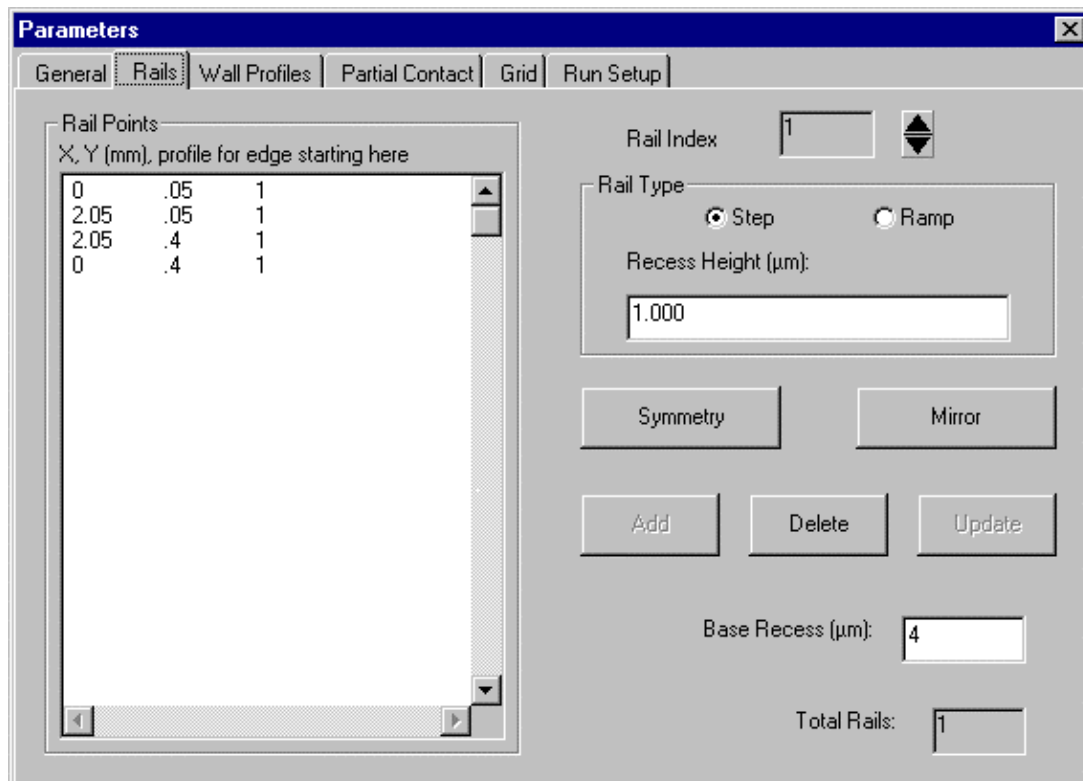 Parameters
General Rails Wall Profiles Partial Contact Grid Run Setup
Rail Points
X, Y (mm), profile for edge starting here
0 .05 1
2.05 .05 1
2.05 .4 1
0 .4 1
Rail Index 1
Rail Type
Step Ramp
Recess Height (µm):
1.000
Symmetry Mirror
Add Delete Update
Base Recess (µm): 4
Total Rails: 1